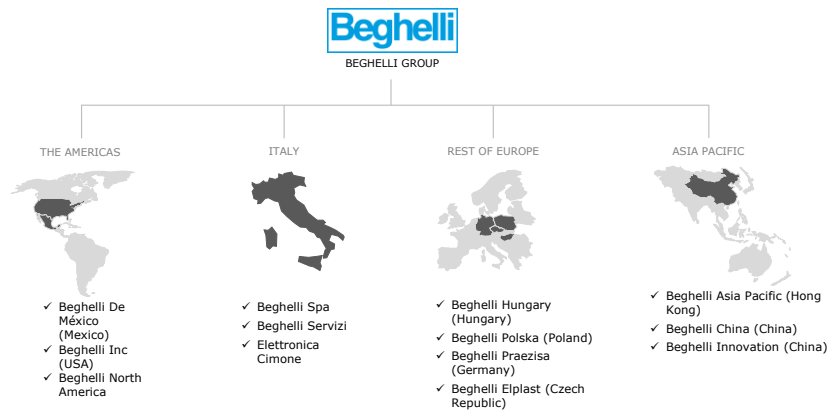 Beghelli
BEGHELLI GROUP
THE AMERICAS
✓ Beghelli De
México
(Mexico)
✓ Beghelli Inc
(USA)
✓ Beghelli North
America
ITALY
✓ Beghelli Spa
✓ Beghelli Servizi
✓ Elettronica
Cimone
REST OF EUROPE
✓ Beghelli Hungary
(Hungary)
✓ Beghelli Polska (Poland)
✓ Beghelli Praezisa
(Germany)
✓ Beghelli Elplast (Czech
Republic)
ASIA PACIFIC
✓ Beghelli Asia Pacific (Hong
Kong)
✓ Beghelli China (China)
✓ Beghelli Innovation (China)